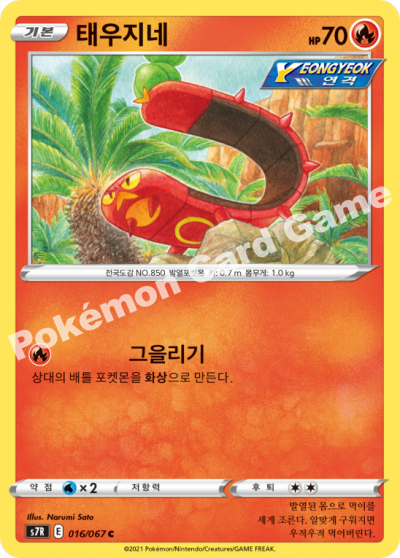 기본 태우지네 HP 70
YEONGYEOK
연격
전국도감 NO.850 발열포켓몬 키: 0.7 m 몸무게: 1.0 kg
Pokémon Card Game
그을리기
상대의 배틀 포켓몬을 화상으로 만든다.
약점 ×2 저항력 후퇴
Illus. Narumi Sato
s7R E 016/067 C
발열된 몸으로 먹이를
세게 조른다. 알맞게 구워지면
우적우적 먹어버린다.
©2021 Pokémon/Nintendo/Creatures/GAME FREAK.